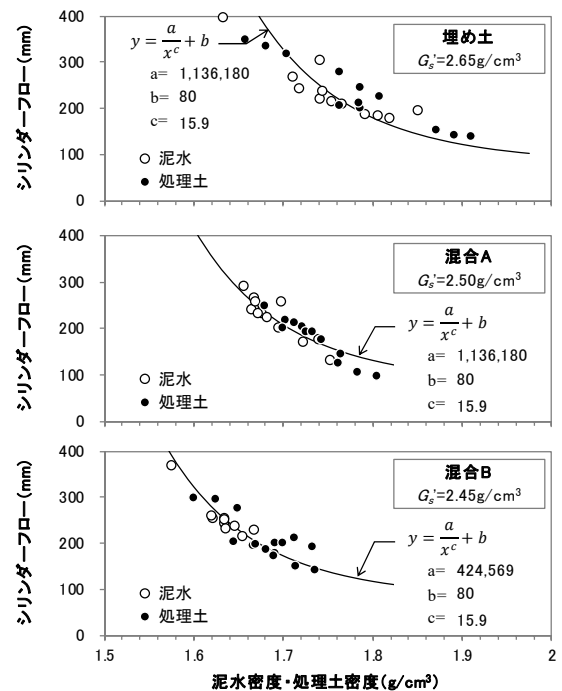 シリンダーフロー(mm)
400
300
200
100
0
y = a/x^c + b
a= 1,136,180
b= 80
c= 15.9
埋め土
Gs'=2.65g/cm³
○ 泥水
● 処理土
シリンダーフロー(mm)
400
300
200
100
0
混合A
Gs'=2.50g/cm³
y = a/x^c + b
a= 1,136,180
b= 80
c= 15.9
○ 泥水
● 処理土
シリンダーフロー(mm)
400
300
200
100
0
混合B
Gs'=2.45g/cm³
y = a/x^c + b
a= 424,569
b= 80
c= 15.9
○ 泥水
● 処理土
1.5 1.6 1.7 1.8 1.9 2
泥水密度・処理土密度(g/cm³)